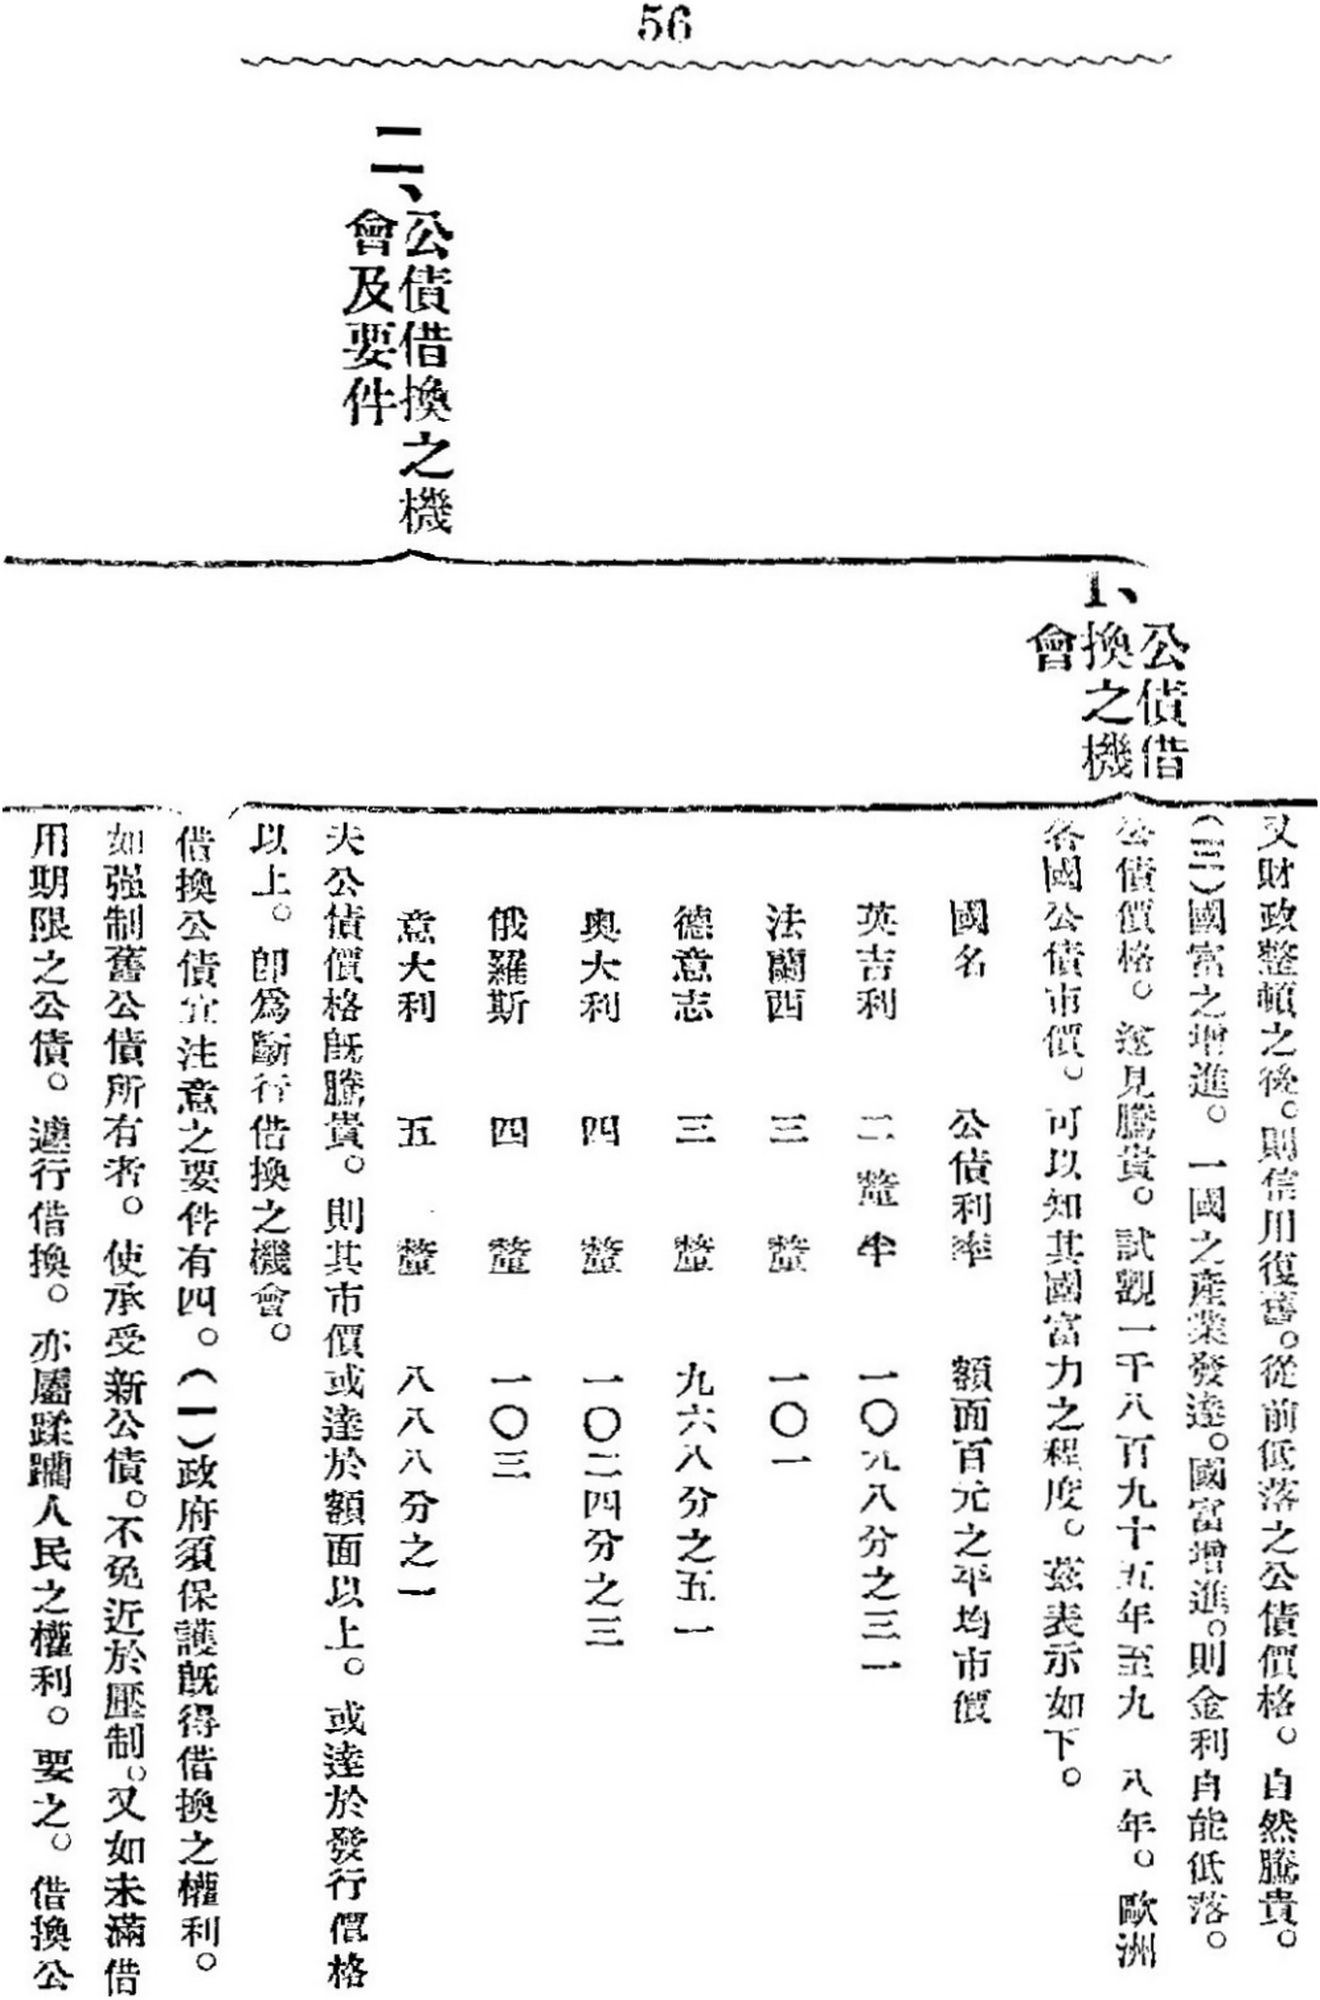 56
二、公債借換之機
會及要件
1、公債借
換之機
會
又財政整頓之後。則信用復舊。從前低落之公債價格。自然騰貴。
(三)國富之增進。一國之產業發達。國富增進。則金利自能低落。
公債價格。遂見騰貴。試觀一千八百九十五年至九 八年。歐洲
各國公債市價。可以知其國富力之程度。茲表示如下。
國名 公債利率 額面百元之平均市價
英吉利 二釐半 一〇九八分之三一
法蘭西 三釐 一〇一
德意志 三釐 九六八分之五一
奧大利 四釐 一〇二四分之三
俄羅斯 四釐 一〇三
意大利 五釐 八八八分之一
夫公債價格既騰貴。則其市價或達於額面以上。或達於發行價格
以上。卽爲斷行借換之機會。
借換公債宜注意之要件有四。(一)政府須保護既得借換之權利。
如强制舊公債所有者。使承受新公債。不免近於壓制。又如未滿借
用期限之公債。遽行借換。亦屬蹂躪人民之權利。要之。借換公